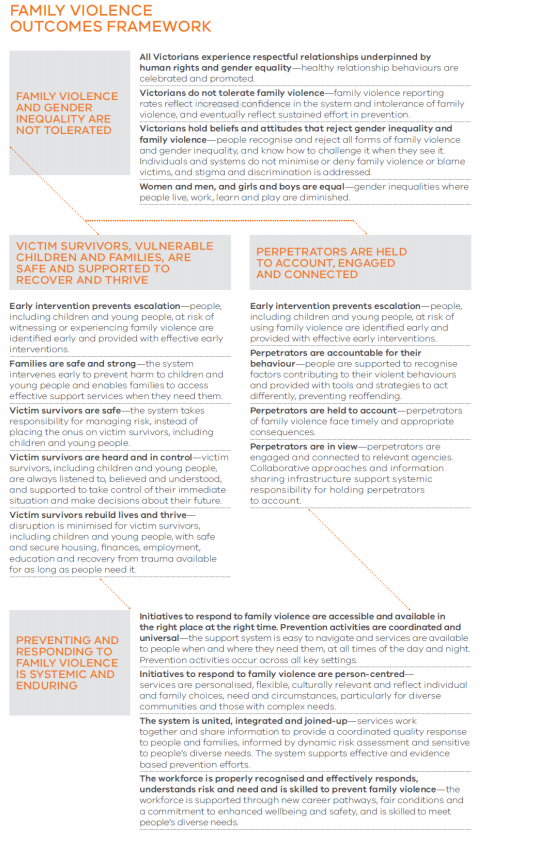 FAMILY VIOLENCE
OUTCOMES FRAMEWORK
FAMILY VIOLENCE
AND GENDER
INEQUALITY ARE
NOT TOLERATED
All Victorians experience respectful relationships underpinned by
human rights and gender equality—healthy relationship behaviours are
celebrated and promoted.
Victorians do not tolerate family violence—family violence reporting
rates reflect increased confidence in the system and intolerance of family
violence, and eventually reflect sustained effort in prevention.
Victorians hold beliefs and attitudes that reject gender inequality and
family violence—people recognise and reject all forms of family violence
and gender inequality, and know how to challenge it when they see it.
Individuals and systems do not minimise or deny family violence or blame
victims, and stigma and discrimination is addressed.
Women and men, and girls and boys are equal—gender inequalities where
people live, work, learn and play are diminished.
VICTIM SURVIVORS, VULNERABLE
CHILDREN AND FAMILIES, ARE
SAFE AND SUPPORTED TO
RECOVER AND THRIVE
Early intervention prevents escalation—people,
including children and young people, at risk of
witnessing or experiencing family violence are
identified early and provided with effective early
interventions.
Families are safe and strong—the system
intervenes early to prevent harm to children and
young people and enables families to access
effective support services when they need them.
Victim survivors are safe—the system takes
responsibility for managing risk, instead of
placing the onus on victim survivors, including
children and young people.
Victim survivors are heard and in control—victim
survivors, including children and young people,
are always listened to, believed and understood,
and supported to take control of their immediate
situation and make decisions about their future.
Victim survivors rebuild lives and thrive—
disruption is minimised for victim survivors,
including children and young people, with safe
and secure housing, finances, employment,
education and recovery from trauma available
for as long as people need it.
PERPETRATORS ARE HELD
TO ACCOUNT, ENGAGED
AND CONNECTED
Early intervention prevents escalation—people,
including children and young people, at risk of
using family violence are identified early and
provided with effective early interventions.
Perpetrators are accountable for their
behaviour—people are supported to recognise
factors contributing to their violent behaviours
and provided with tools and strategies to act
differently, preventing reoffending.
Perpetrators are held to account—perpetrators
of family violence face timely and appropriate
consequences.
Perpetrators are in view—perpetrators are
engaged and connected to relevant agencies.
Collaborative approaches and information
sharing infrastructure support systemic
responsibility for holding perpetrators
to account.
PREVENTING AND
RESPONDING TO
FAMILY VIOLENCE
IS SYSTEMIC AND
ENDURING
Initiatives to respond to family violence are accessible and available in
the right place at the right time. Prevention activities are coordinated and
universal—the support system is easy to navigate and services are available
to people when and where they need them, at all times of the day and night.
Prevention activities occur across all key settings.
Initiatives to respond to family violence are person-centred—
services are personalised, flexible, culturally relevant and reflect individual
and family choices, need and circumstances, particularly for diverse
communities and those with complex needs.
The system is united, integrated and joined-up—services work
together and share information to provide a coordinated quality response
to people and families, informed by dynamic risk assessment and sensitive
to people's diverse needs. The system supports effective and evidence
based prevention efforts.
The workforce is properly recognised and effectively responds,
understands risk and need and is skilled to prevent family violence—the
workforce is supported through new career pathways, fair conditions and
a commitment to enhanced wellbeing and safety, and is skilled to meet
people's diverse needs.